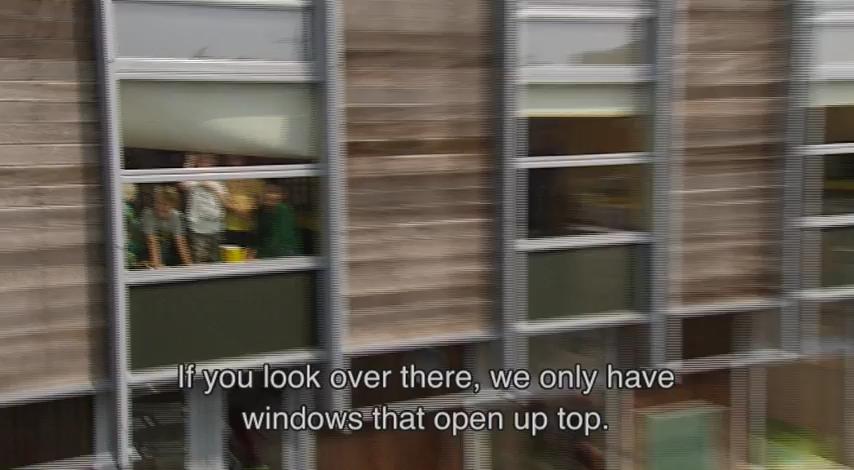 If you look over there, we only have
windows that open up top.